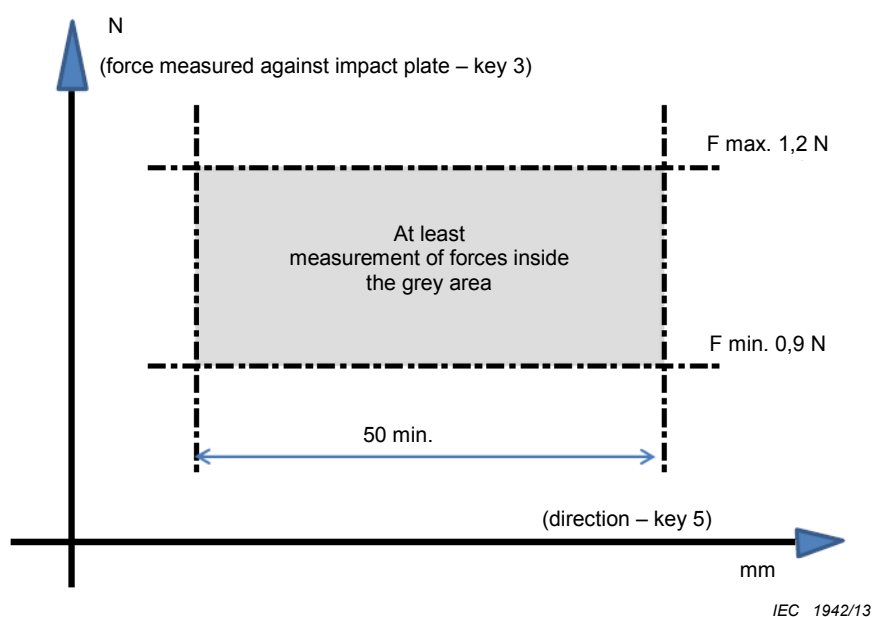 N
(force measured against impact plate – key 3)
F max. 1,2 N
At least
measurement of forces inside
the grey area
F min. 0,9 N
50 min.
(direction – key 5)
mm
IEC 1942/13